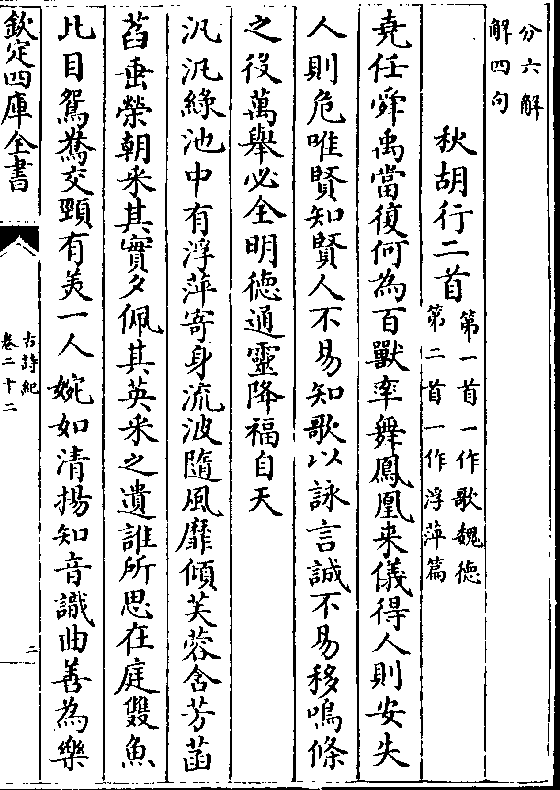 分六解
解四句
秋胡行二首第一首一作歌魏德
第二首一作浮萍篇
堯任舜禹當復何為百獸率舞鳳凰来儀得人則安失
人則危唯賢知賢人不易知歌以詠言誠不易移鳴條
之役萬舉必全明德通靈降福自天
汎汎綠池中有浮萍寄身流波隨風靡傾芙蓉含芳菡
萏垂榮朝采其實夕佩其英采之遺誰所思在庭雙魚
比目鴛鴦交頸有美一人婉如清揚知音識曲善為樂
欽定四庫全書
古詩紀
卷二十二
二